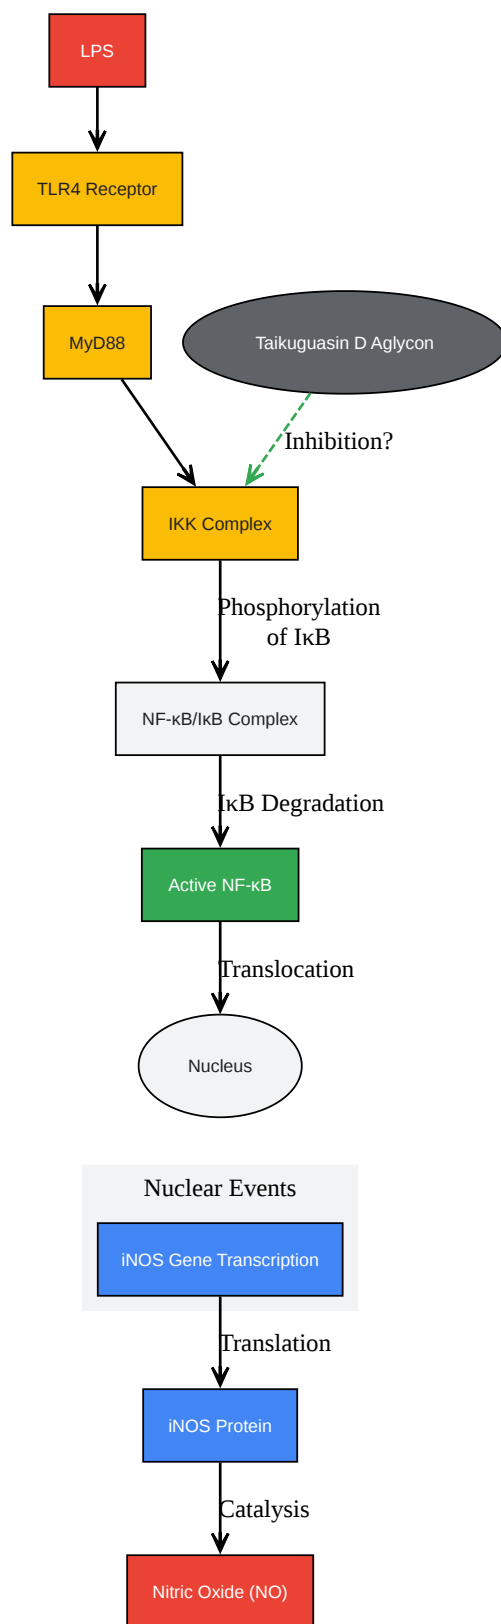 LPS
TLR4 Receptor
MyD88
Taikuguasin D Aglycon
Inhibition?
IKK Complex
Phosphorylation
of IκB
NF-κB/IκB Complex
IκB Degradation
Active NF-κB
Translocation
Nucleus
Nuclear Events
iNOS Gene Transcription
Translation
iNOS Protein
Catalysis
Nitric Oxide (NO)